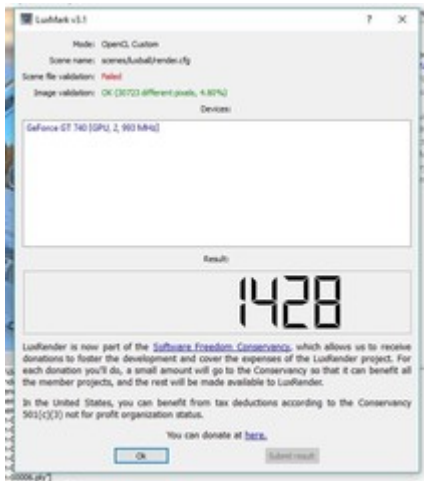 LuxMark v3.1
?
Mode: OpenCL Custom
Scene name: scenes/luxball/render.cfg
Scene file validation: Failed
Image validation: OK (30723 different pixels, 4.80%)
Devices:
GeForce GT 740 [GPU, 2, 993 MHz]
Result:
1428
LuxRender is now part of the Software Freedom Conservancy, which allows us to receive
donations to foster the development and cover the expenses of the LuxRender project. For
each donation you'll do, a small amount will go to the Conservancy so that it can benefit all
the member projects, and the rest will be made available to LuxRender.
In the United States, you can benefit from tax deductions according to the Conservancy
501(c)(3) not for profit organization status.
You can donate at here.
Ok
Submit result
00006.ply"]